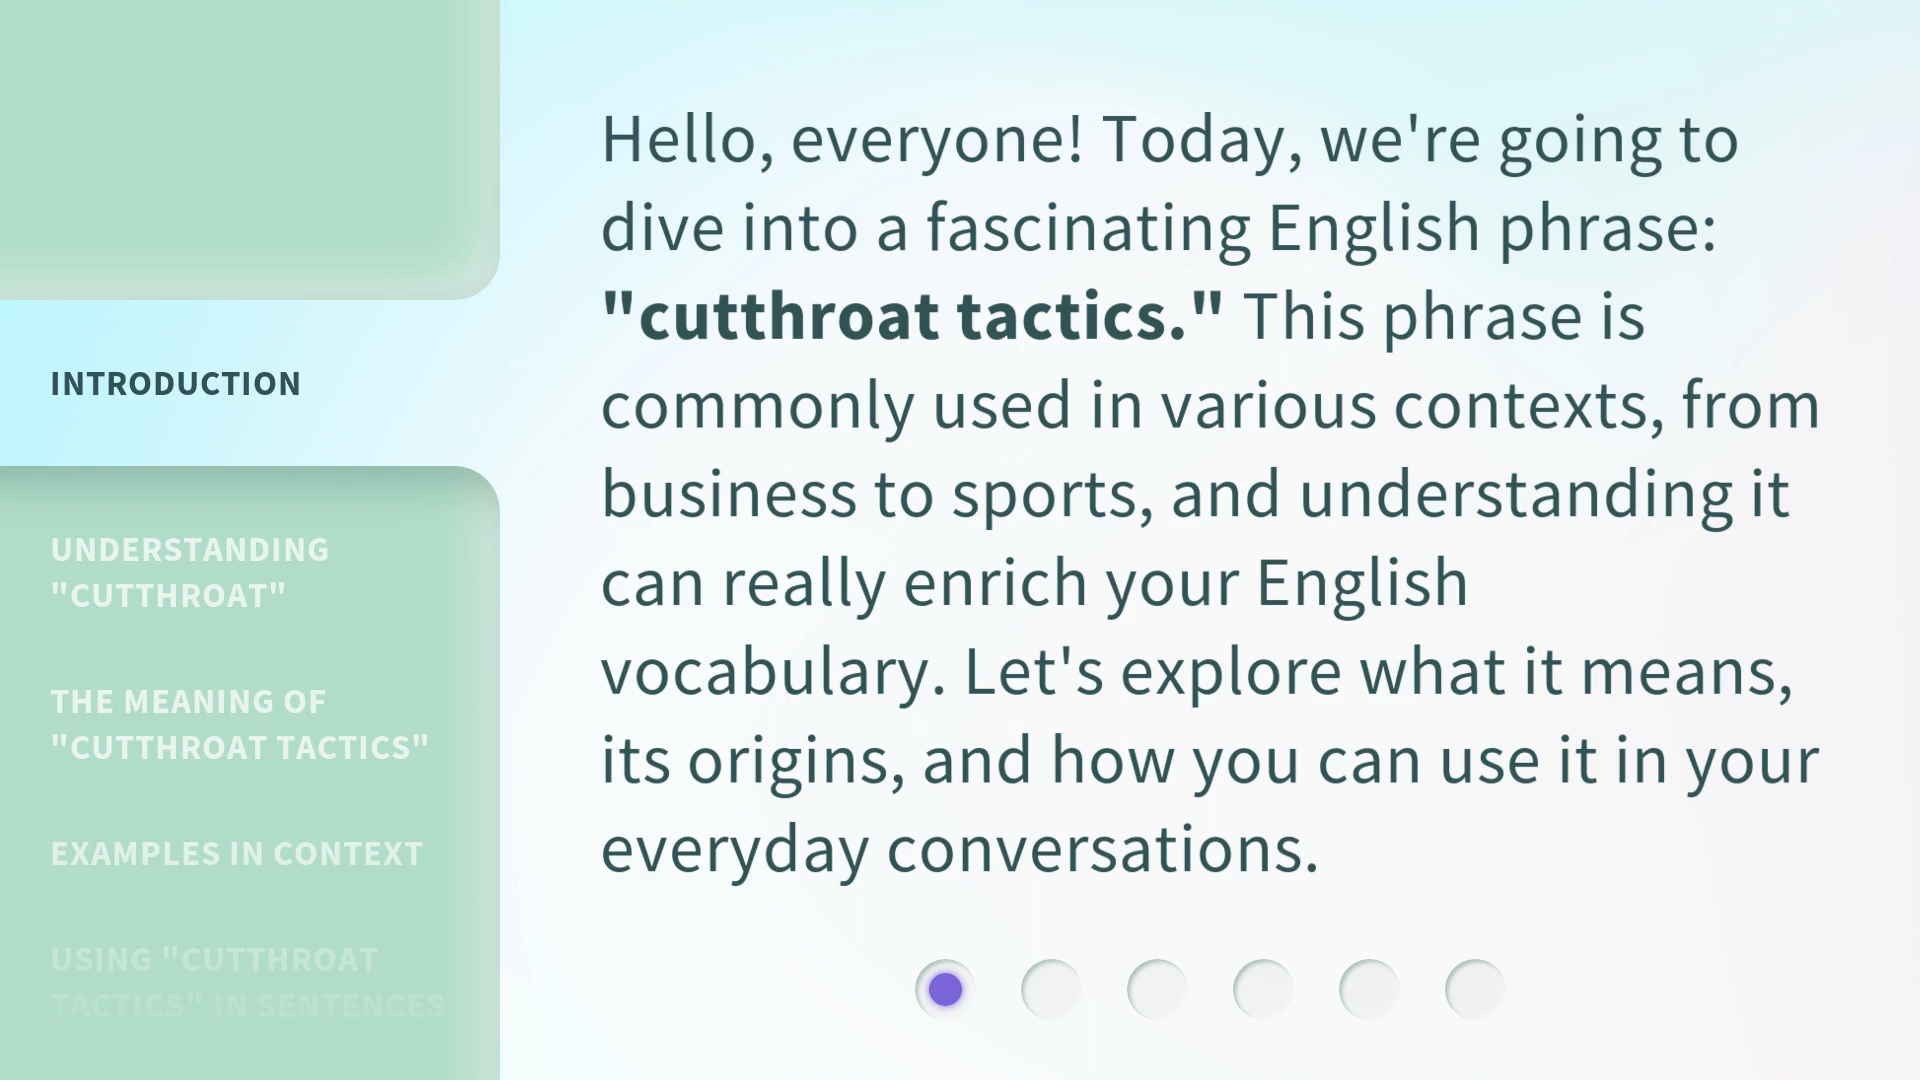 INTRODUCTION
UNDERSTANDING
"CUTTHROAT"
THE MEANING OF
"CUTTHROAT TACTICS"
EXAMPLES IN CONTEXT
USING "CUTTHROAT
TACTICS" IN SENTENCES
Hello, everyone! Today, we're going to
dive into a fascinating English phrase:
"cutthroat tactics." This phrase is
commonly used in various contexts, from
business to sports, and understanding it
can really enrich your English
vocabulary. Let's explore what it means,
its origins, and how you can use it in your
everyday conversations.